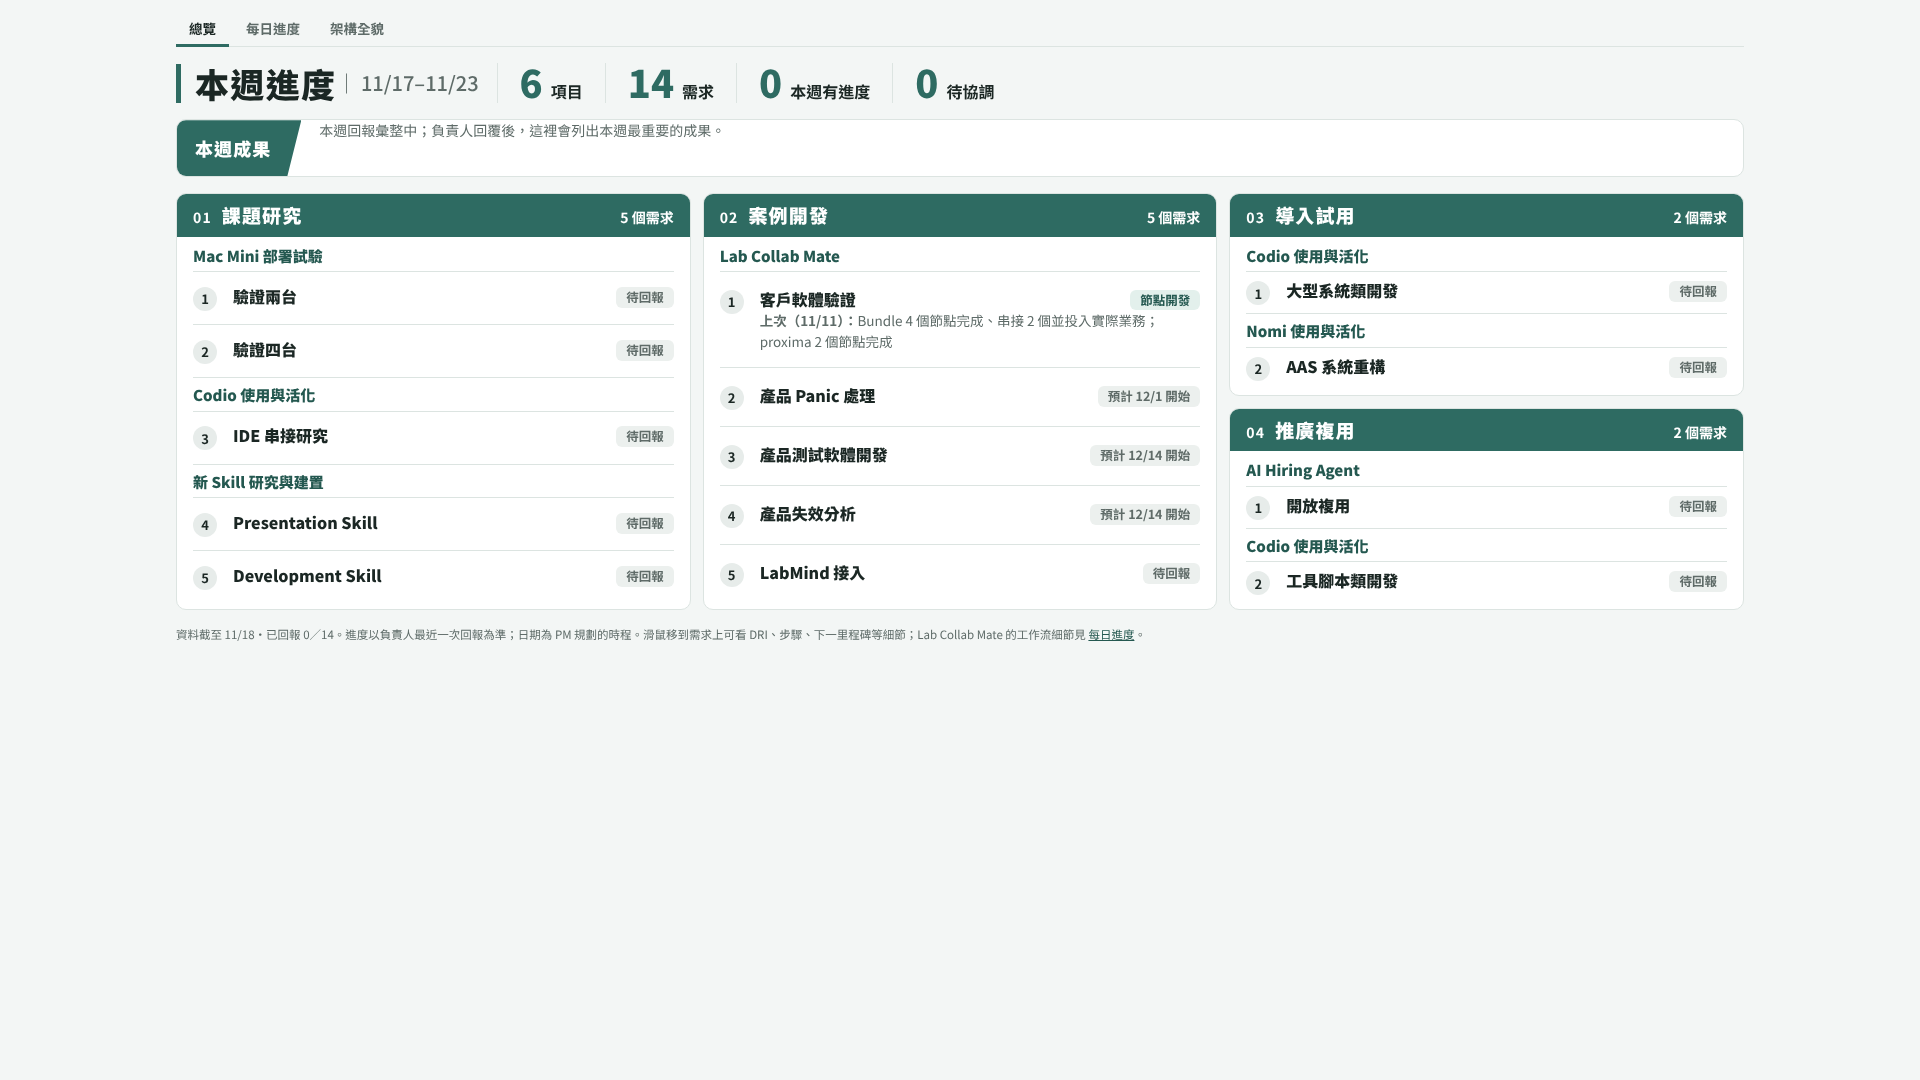 總覽 每日進度 架構全貌
本週進度 11/17–11/23 6 項目 14 需求 0 本週有進度 0 待協調
本週成果
本週回報彙整中；負責人回覆後，這裡會列出本週最重要的成果。
01 課題研究 5 個需求
Mac Mini 部署試驗
1 驗證兩台 待回報
2 驗證四台 待回報
Codio 使用與活化
3 IDE 串接研究 待回報
新 Skill 研究與建置
4 Presentation Skill 待回報
5 Development Skill 待回報
02 案例開發 5 個需求
Lab Collab Mate
1 客戶軟體驗證 節點開發
上次（11/11）：Bundle 4 個節點完成、串接 2 個並投入實際業務；
proxima 2 個節點完成
2 產品 Panic 處理 預計 12/1 開始
3 產品測試軟體開發 預計 12/14 開始
4 產品失效分析 預計 12/14 開始
5 LabMind 接入 待回報
03 導入試用 2 個需求
Codio 使用與活化
1 大型系統類開發 待回報
Nomi 使用與活化
2 AAS 系統重構 待回報
04 推廣複用 2 個需求
AI Hiring Agent
1 開放複用 待回報
Codio 使用與活化
2 工具腳本類開發 待回報
資料截至 11/18・已回報 0／14。進度以負責人最近一次回報為準；日期為 PM 規劃的時程。滑鼠移到需求上可看 DRI、步驟、下一里程碑等細節；Lab Collab Mate 的工作流細節見 每日進度。